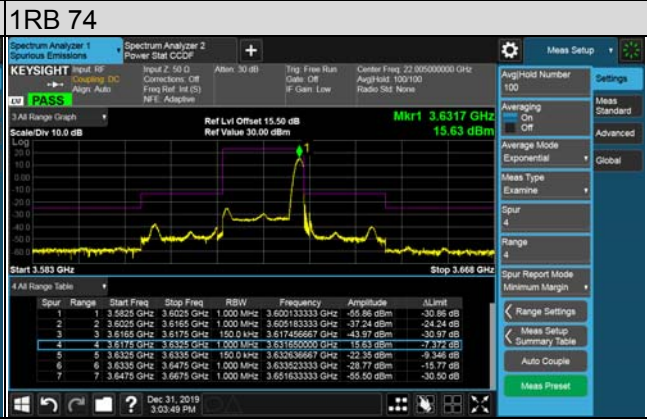 1RB 74
Spectrum Analyzer 1
Spurious Emissions
Spectrum Analyzer 2
Power Stat CCDF
+
Meas Setup
KEYSIGHT Input: RF
Coupling: DC
Align: Auto
LXI PASS
Input Z: 50 Ω
Corrections: Off
Freq Ref: Int (S)
NFE: Adaptive
Atten: 30 dB
Trig: Free Run
Gate: Off
IF Gain: Low
Center Freq: 22.005000000 GHz
Avg|Hold: 100/100
Radio Std: None
3 All Range Graph
Scale/Div 10.0 dB
Ref Lvl Offset 15.50 dB
Ref Value 30.00 dBm
Mkr1 3.6317 GHz
15.63 dBm
Log
20.0
10.0
0.00
-10.0
-20.0
-30.0
-40.0
-50.0
-60.0
1
Start 3.583 GHz
Stop 3.668 GHz
4 All Range Table
Spur Range Start Freq Stop Freq RBW Frequency Amplitude ΔLimit
1 1 3.5825 GHz 3.6025 GHz 1.000 MHz 3.600133333 GHz -55.86 dBm -30.86 dB
2 2 3.6025 GHz 3.6165 GHz 1.000 MHz 3.605183333 GHz -37.24 dBm -24.24 dB
3 3 3.6165 GHz 3.6175 GHz 150.0 kHz 3.617456667 GHz -43.97 dBm -30.97 dB
4 4 3.6175 GHz 3.6325 GHz 1.000 MHz 3.631650000 GHz 15.63 dBm -7.372 dB
5 5 3.6325 GHz 3.6335 GHz 150.0 kHz 3.632636667 GHz -22.35 dBm -9.346 dB
6 6 3.6335 GHz 3.6475 GHz 1.000 MHz 3.633523333 GHz -28.77 dBm -15.77 dB
7 7 3.6475 GHz 3.6675 GHz 1.000 MHz 3.651633333 GHz -55.50 dBm -30.50 dB
Avg|Hold Number
100
Averaging
On
Off
Average Mode
Exponential
Meas Type
Examine
Spur
4
Range
4
Spur Report Mode
Minimum Margin
Range Settings
Meas Setup
Summary Table
Auto Couple
Meas Preset
Settings
Meas
Standard
Advanced
Global
?
Dec 31, 2019
3:03:49 PM